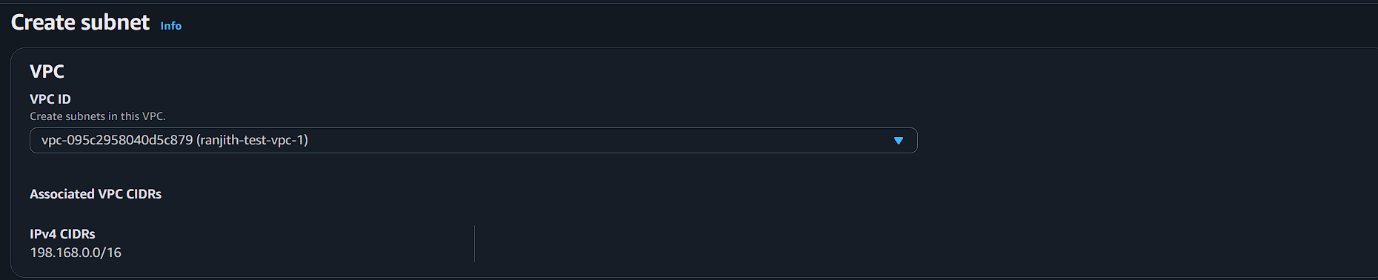 Create subnet Info
VPC
VPC ID
Create subnets in this VPC.
vpc-095c2958040d5c879 (ranjith-test-vpc-1)
Associated VPC CIDRs
IPv4 CIDRs
198.168.0.0/16